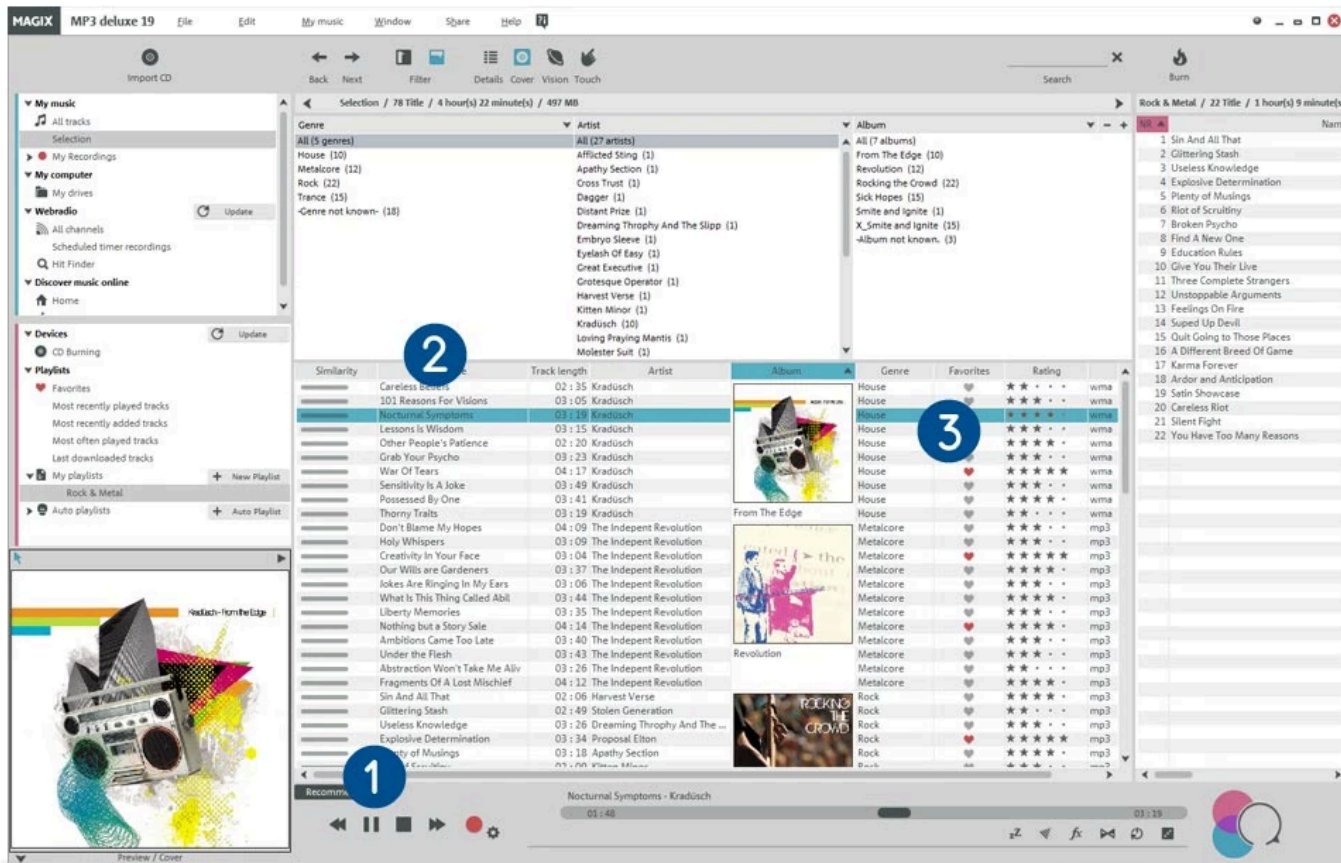 MAGIX MP3 deluxe 19 File Edit My music Window Share Help
Import CD
Back Next Filter Details Cover Vision Touch Search Burn
My music
All tracks
Selection
My Recordings
My computer
My drives
Webradio Update
All channels
Scheduled timer recordings
Hit Finder
Discover music online
Home
Devices Update
CD Burning
Playlists
Favorites
Most recently played tracks
Most recently added tracks
Most often played tracks
Last downloaded tracks
My playlists + New Playlist
Rock & Metal
Auto playlists + Auto Playlist
Kradüsch - From the Edge
Preview / Cover
Selection / 78 Title / 4 hour(s) 22 minute(s) / 497 MB
Genre
All (5 genres)
House (10)
Metalcore (12)
Rock (22)
Trance (15)
-Genre not known- (18)
Artist
All (27 artists)
Afflicted Sting (1)
Apathy Section (1)
Cross Trust (1)
Dagger (1)
Distant Prize (1)
Dreaming Throphy And The Slipp (1)
Embryo Sleeve (1)
Eyelash Of Easy (1)
Great Executive (1)
Grotesque Operator (1)
Harvest Verse (1)
Kitten Minor (1)
Kradüsch (10)
Loving Praying Mantis (1)
Molester Suit (1)
Album - +
All (7 albums)
From The Edge (10)
Revolution (12)
Rocking the Crowd (22)
Sick Hopes (15)
Smite and Ignite (1)
X_Smite and Ignite (15)
-Album not known. (3)
2
Similarity Track length Artist Album Genre Favorites Rating
Careless 02 : 35 Kradüsch House wma
101 Reasons For Visions 03 : 05 Kradüsch House wma
Nocturnal Symptoms 03 : 19 Kradüsch House wma
Lessons is Wisdom 03 : 15 Kradüsch House wma
Other People's Patience 02 : 20 Kradüsch House wma
Grab Your Psycho 03 : 23 Kradüsch House wma
War Of Tears 04 : 17 Kradüsch House wma
Sensitivity Is A Joke 03 : 49 Kradüsch House wma
Possessed By One 03 : 41 Kradüsch House wma
Thorny Traits 03 : 19 Kradüsch House wma
Don't Blame My Hopes 04 : 09 The Indepent Revolution Metalcore mp3
Holy Whispers 03 : 09 The Indepent Revolution Metalcore mp3
Creativity In Your Face 03 : 04 The Indepent Revolution Metalcore mp3
Our Wills are Gardeners 03 : 37 The Indepent Revolution Metalcore mp3
Jokes Are Ringing In My Ears 03 : 06 The Indepent Revolution Metalcore mp3
What Is This Thing Called Abil 03 : 44 The Indepent Revolution Metalcore mp3
Liberty Memories 03 : 35 The Indepent Revolution Metalcore mp3
Nothing but a Story Sale 04 : 14 The Indepent Revolution Metalcore mp3
Ambitions Came Too Late 03 : 40 The Indepent Revolution Metalcore mp3
Under the Flesh 03 : 43 The Indepent Revolution Metalcore mp3
Abstraction Won't Take Me Aliv 03 : 26 The Indepent Revolution Metalcore mp3
Fragments Of A Lost Mischief 04 : 12 The Indepent Revolution Metalcore mp3
Sin And All That 02 : 06 Harvest Verse Rock mp3
Glittering Stash 02 : 49 Stolen Generation Rock mp3
Useless Knowledge 03 : 26 Dreaming Throphy And The ... Rock mp3
Explosive Determination 03 : 34 Proposal Elton Rock mp3
of Musings 03 : 18 Apathy Section Rock mp3
From The Edge
Revolution
ROCKING
THE
CROWD
3
1
Rock & Metal / 22 Title / 1 hour(s) 9 minute(s
NR Nam
1 Sin And All That
2 Glittering Stash
3 Useless Knowledge
4 Explosive Determination
5 Plenty of Musings
6 Riot of Scruitiny
7 Broken Psycho
8 Find A New One
9 Education Rules
10 Give You Their Live
11 Three Complete Strangers
12 Unstoppable Arguments
13 Feelings On Fire
14 Suped Up Devil
15 Quit Going to Those Places
16 A Different Breed Of Game
17 Karma Forever
18 Ardor and Anticipation
19 Satin Showcase
20 Careless Riot
21 Silent Fight
22 You Have Too Many Reasons
Recomm
Nocturnal Symptoms - Kradüsch
01 : 48 03 : 19
zZ fx